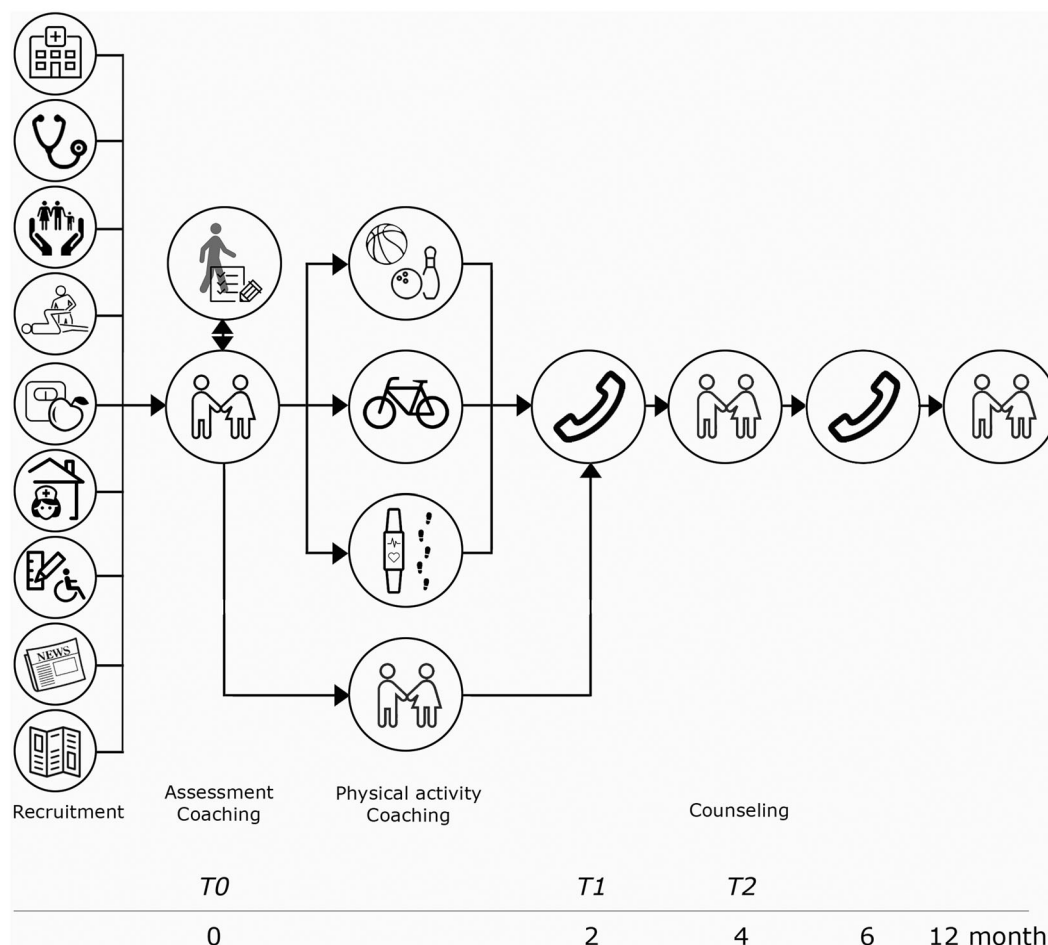 NEWS
Recruitment
Assessment
Coaching
Physical activity
Coaching
Counseling
T0 T1 T2
0 2 4 6 12 month